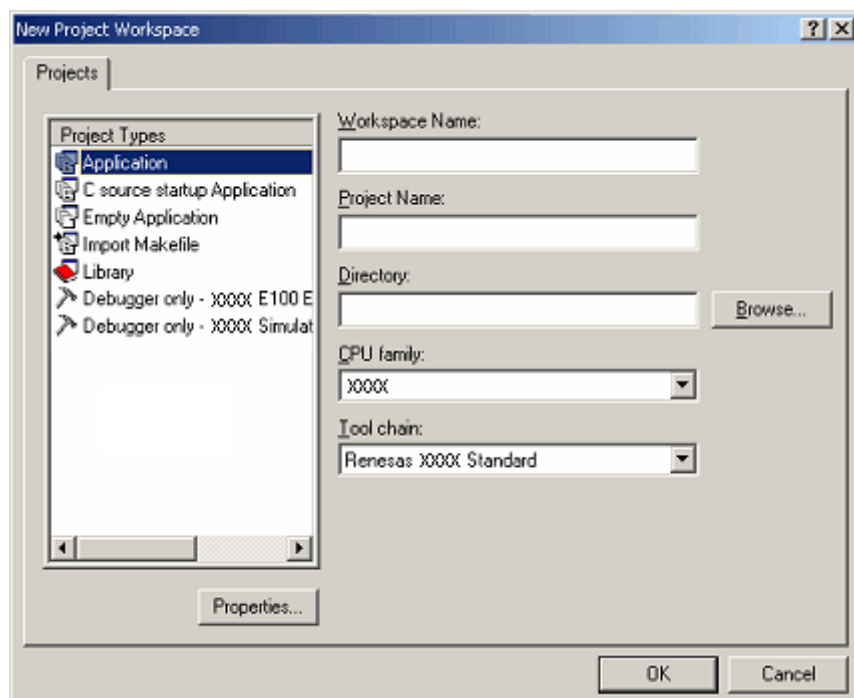 New Project Workspace
Projects
Project Types
Application
C source startup Application
Empty Application
Import Makefile
Library
Debugger only - XXXX E100 E
Debugger only - XXXX Simulat
Properties...
Workspace Name:
Project Name:
Directory:
Browse...
CPU family:
XXXX
Tool chain:
Renesas XXXX Standard
OK
Cancel